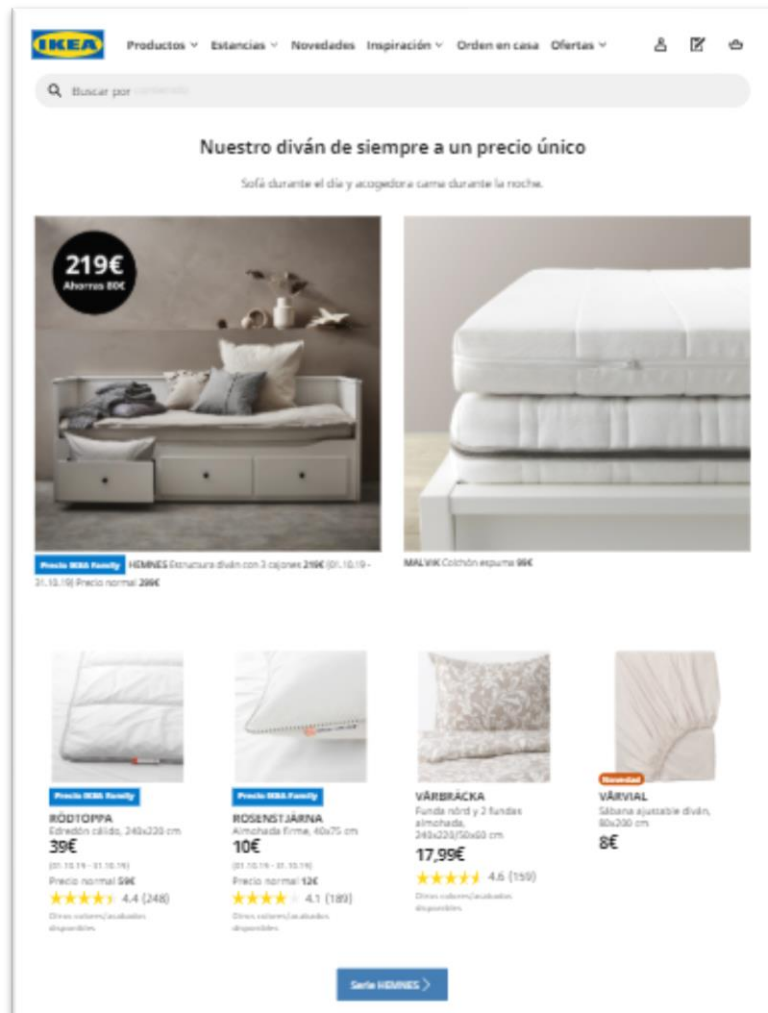 IKEA
Productos Estancias Novedades Inspiración Orden en casa Ofertas
Buscar por
Nuestro diván de siempre a un precio único
Sofá durante el día y acogedora cama durante la noche.
219€
Ahorras 80€
Precio IKEA Family HEMNES Estructura diván con 3 cajones 219€ (01.10.19 -
31.10.19) Precio normal 299€
MALVIK Colchón espuma 99€
Precio IKEA Family
RÖDTOPPA
Edredón cálido, 240x220 cm
39€
(01.10.19 - 31.10.19)
Precio normal 59€
4.4 (248)
Otros colores/acabados
disponibles
Precio IKEA Family
ROSENSTJÄRNA
Almohada firme, 40x75 cm
10€
(01.10.19 - 31.10.19)
Precio normal 12€
4.1 (189)
Otros colores/acabados
disponibles
VÅRBRÄCKA
Funda nórd y 2 fundas
almohada,
240x220/50x60 cm
17,99€
4.6 (159)
Otros colores/acabados
disponibles
Novedad
VÅRVIAL
Sábana ajustable diván,
80x200 cm
8€
Serie HEMNES